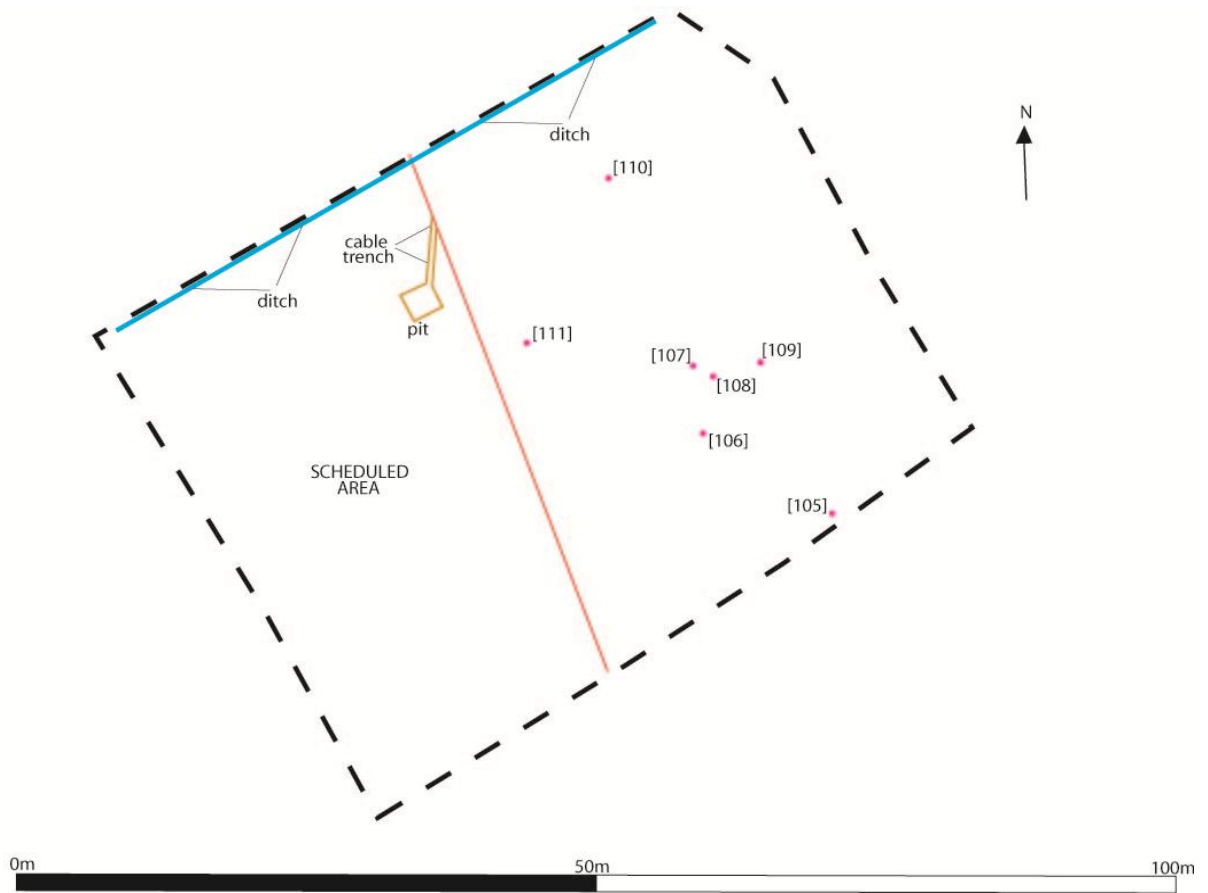 N
ditch
[110]
cable
trench
ditch
pit
[111]
[107]
[109]
[108]
[106]
SCHEDULED
AREA
[105]
0m
50m
100m